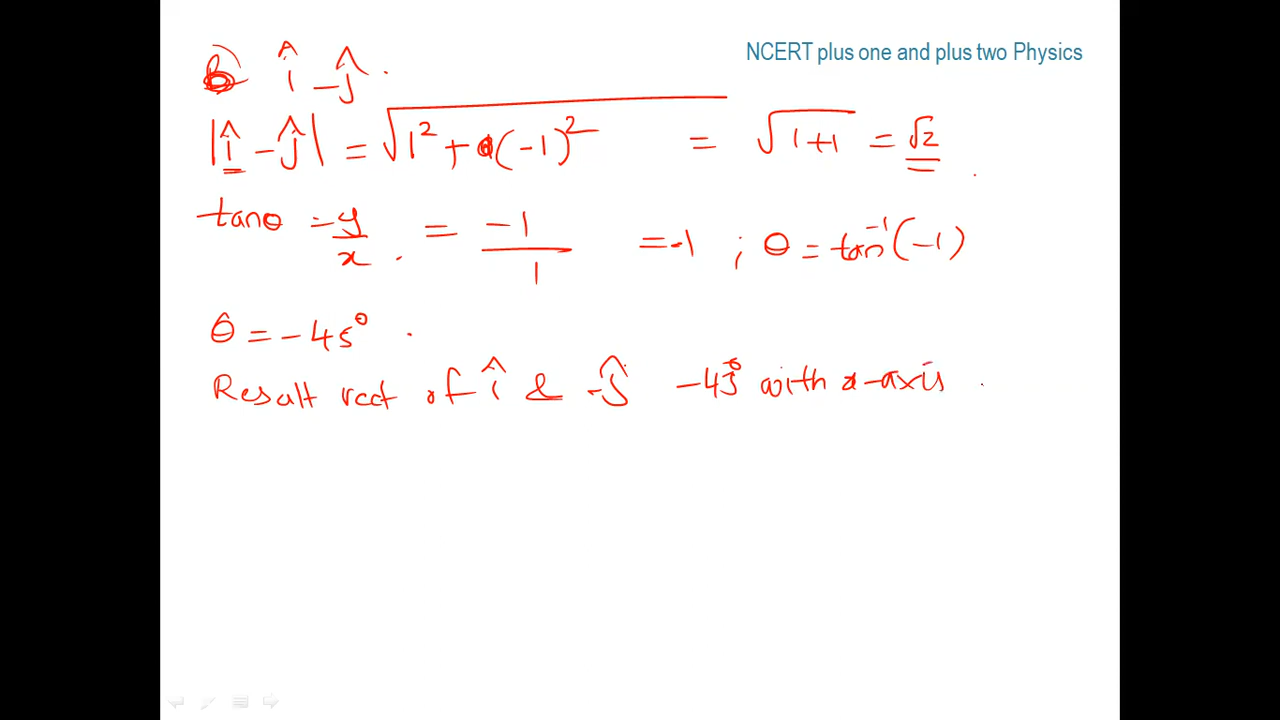 NCERT plus one and plus two Physics
î - ĵ .
|î - ĵ| = √1² + (-1)² = √1+1 = √2
tanθ = y/x = -1/1 = -1 ; θ = tan⁻¹(-1)
θ = -45° .
Result vect of î & -ĵ -45° with x-axis .